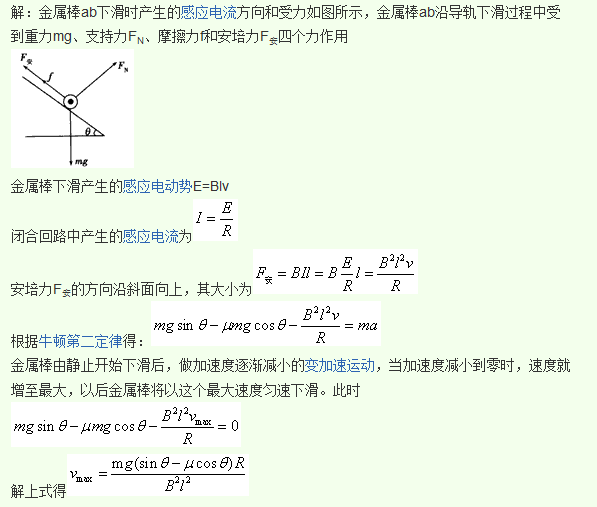 解：金属棒ab下滑时产生的感应电流方向和受力如图所示，金属棒ab沿导轨下滑过程中受
到重力mg、支持力F_N、摩擦力f和安培力F_安四个力作用
F_安 f F_N
θ
mg
金属棒下滑产生的感应电动势E=Blv
闭合回路中产生的感应电流为 I = E/R
安培力F_安的方向沿斜面向上，其大小为 F_安 = BIl = B(E/R)l = B²l²v/R
根据牛顿第二定律得： mg sin θ − μmg cos θ − B²l²v/R = ma
金属棒由静止开始下滑后，做加速度逐渐减小的变加速运动，当加速度减小到零时，速度就
增至最大，以后金属棒将以这个最大速度匀速下滑。此时
mg sin θ − μmg cos θ − B²l²v_max/R = 0
解上式得 v_max = mg(sin θ − μ cos θ)R/B²l²